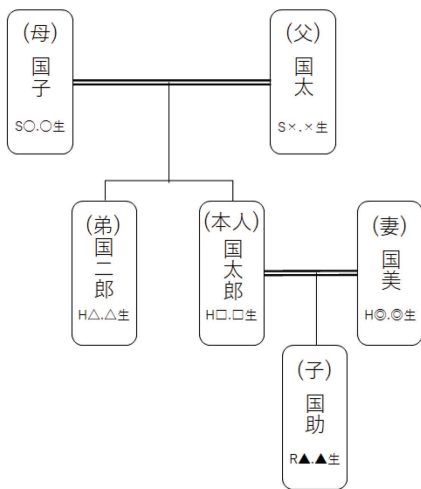 (母)
国子
S○.○生
(父)
国太
S×.×生
(弟)
国二郎
H△.△生
(本人)
国太郎
H□.□生
(妻)
国美
H◎.◎生
(子)
国助
R▲.▲生